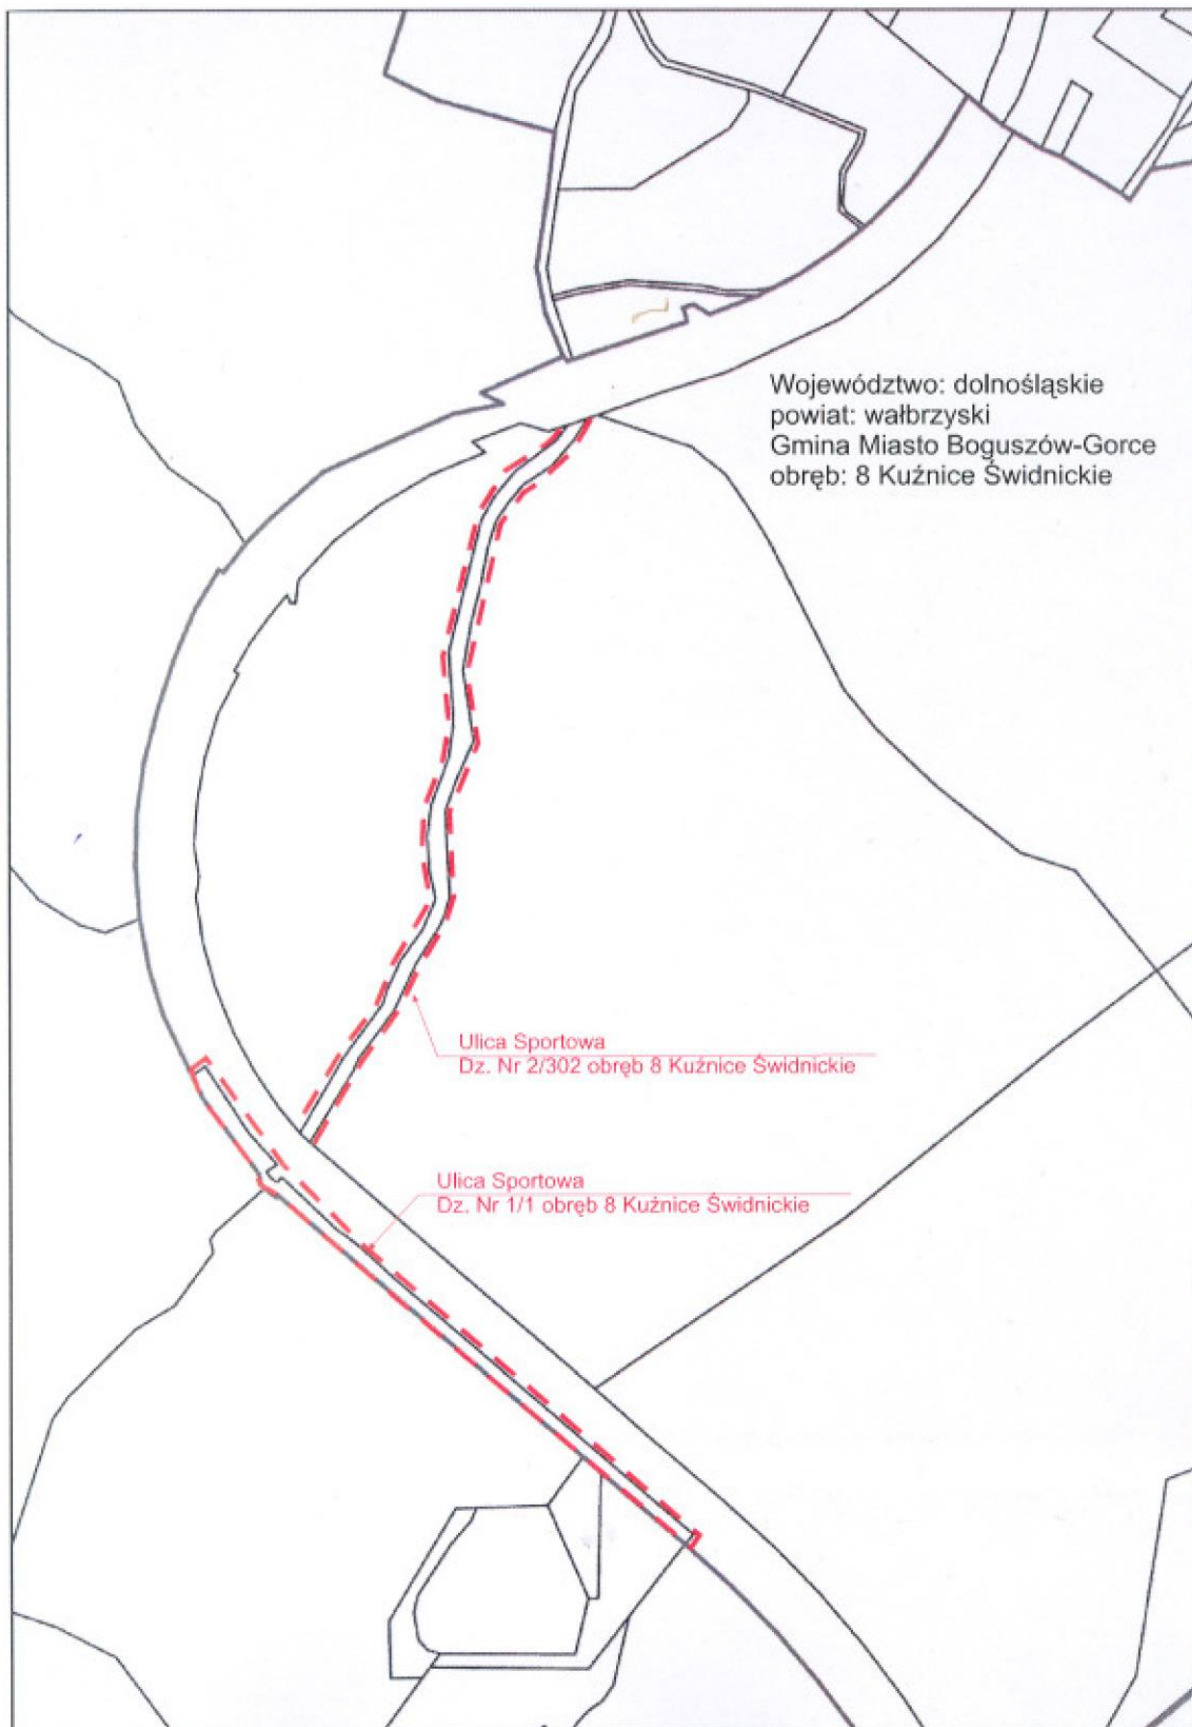 Województwo: dolnośląskie
powiat: wałbrzyski
Gmina Miasto Boguszów-Gorce
obręb: 8 Kuźnice Świdnickie
Ulica Sportowa
Dz. Nr 2/302 obręb 8 Kuźnice Świdnickie
Ulica Sportowa
Dz. Nr 1/1 obręb 8 Kuźnice Świdnickie